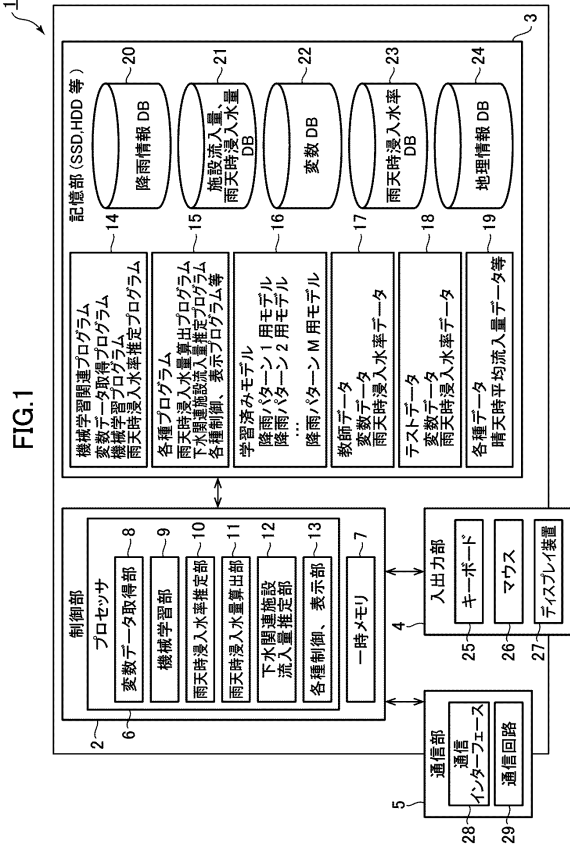 FIG.1
1
制御部
プロセッサ
変数データ取得部
8
機械学習部
9
雨天時浸入水率推定部
10
雨天時浸入水量算出部
11
下水関連施設
流入量推定部
12
各種制御、表示部
13
一時メモリ
7
2
6
記憶部(SSD,HDD 等)
3
機械学習関連プログラム
変数データ取得プログラム
機械学習プログラム
雨天時浸入水率推定プログラム
14
各種プログラム
雨天時浸入水量算出プログラム
下水関連施設流入量推定プログラム
各種制御、表示プログラム等
15
学習済みモデル
降雨パターン 1 用モデル
降雨パターン 2 用モデル
…
降雨パターン M 用モデル
16
教師データ
変数データ
雨天時浸入水率データ
17
テストデータ
変数データ
雨天時浸入水率データ
18
各種データ
晴天時平均流入量データ等
19
降雨情報 DB
20
施設流入量、
雨天時浸入水量
DB
21
変数 DB
22
雨天時浸入水率
DB
23
地理情報 DB
24
通信部
5
通信
インターフェース
28
通信回路
29
入出力部
4
キーボード
25
マウス
26
ディスプレイ装置
27